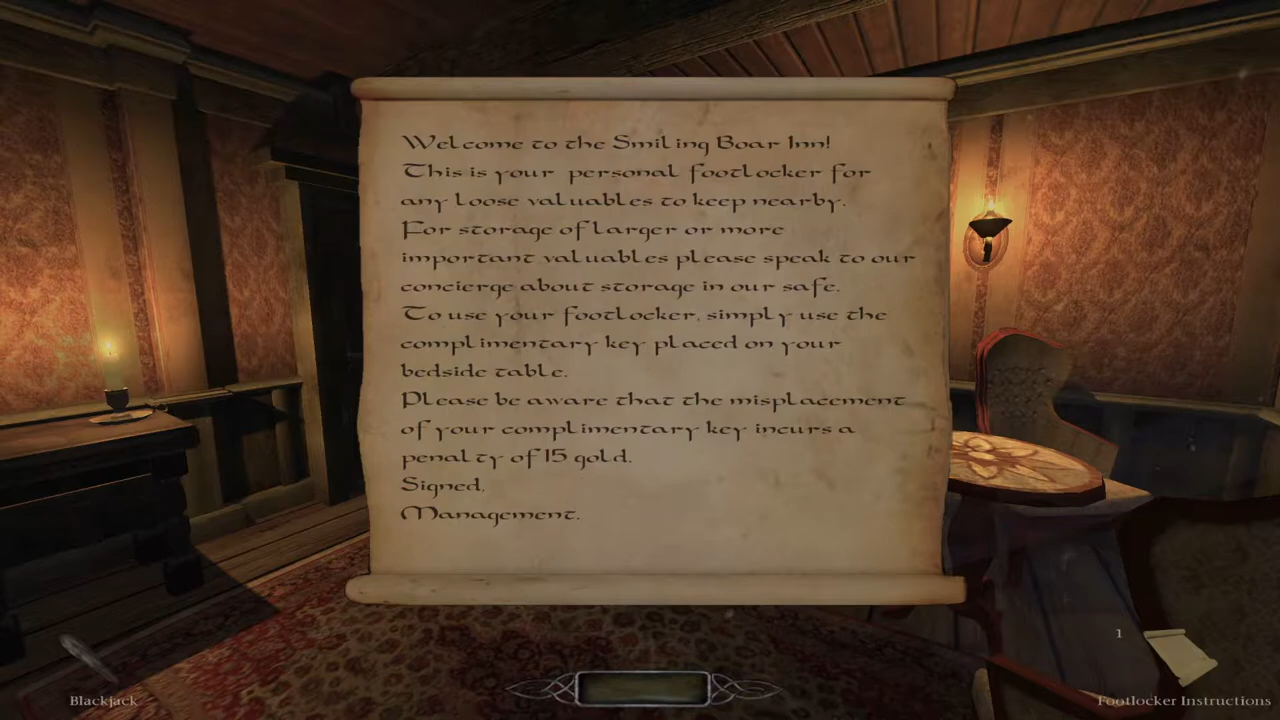 Welcome to the Smiling Boar Inn!
This is your personal footlocker for
any loose valuables to keep nearby.
For storage of larger or more
important valuables please speak to our
concierge about storage in our safe.
To use your footlocker, simply use the
complimentary key placed on your
bedside table.
Please be aware that the misplacement
of your complimentary key incurs a
penalty of 15 gold.
Signed,
Management.
1
Blackjack
Footlocker Instructions